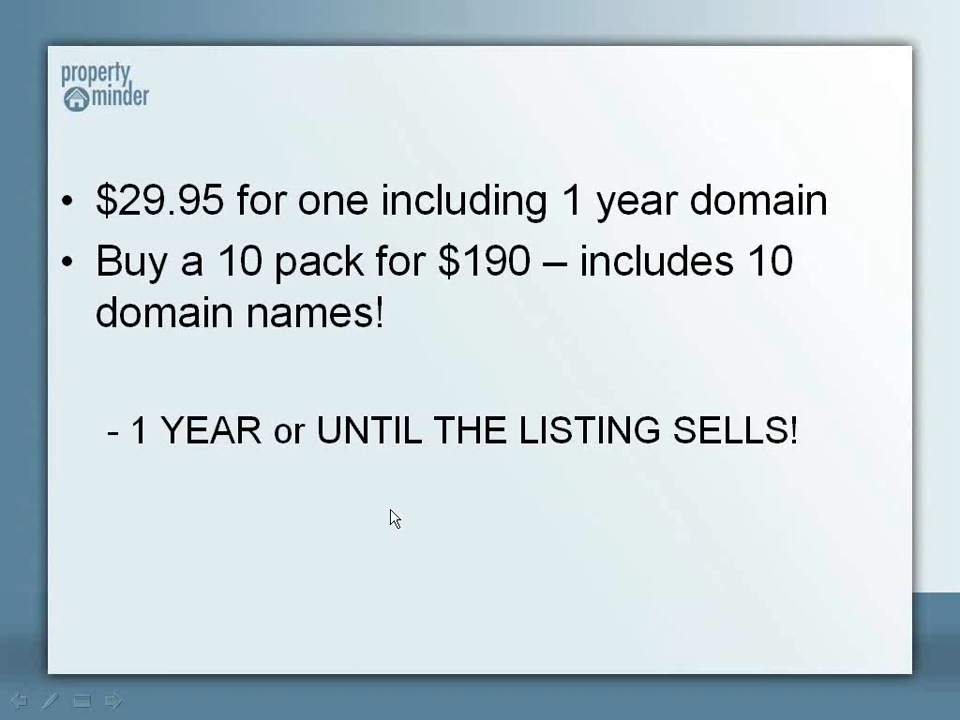 property
minder
• $29.95 for one including 1 year domain
• Buy a 10 pack for $190 – includes 10
domain names!
- 1 YEAR or UNTIL THE LISTING SELLS!